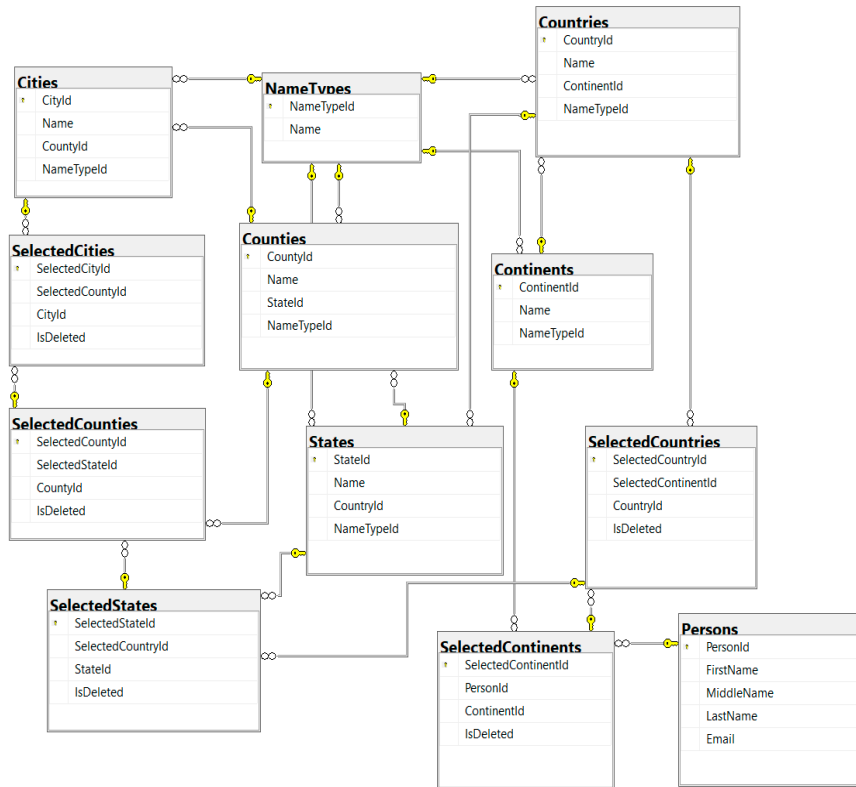 Countries
CountryId
Name
ContinentId
NameTypeId
Cities
CityId
Name
CountyId
NameTypeId
NameTypes
NameTypeId
Name
SelectedCities
SelectedCityId
SelectedCountyId
CityId
IsDeleted
Counties
CountyId
Name
StateId
NameTypeId
Continents
ContinentId
Name
NameTypeId
SelectedCounties
SelectedCountyId
SelectedStateId
CountyId
IsDeleted
States
StateId
Name
CountryId
NameTypeId
SelectedCountries
SelectedCountryId
SelectedContinentId
CountryId
IsDeleted
SelectedStates
SelectedStateId
SelectedCountryId
StateId
IsDeleted
SelectedContinents
SelectedContinentId
PersonId
ContinentId
IsDeleted
Persons
PersonId
FirstName
MiddleName
LastName
Email